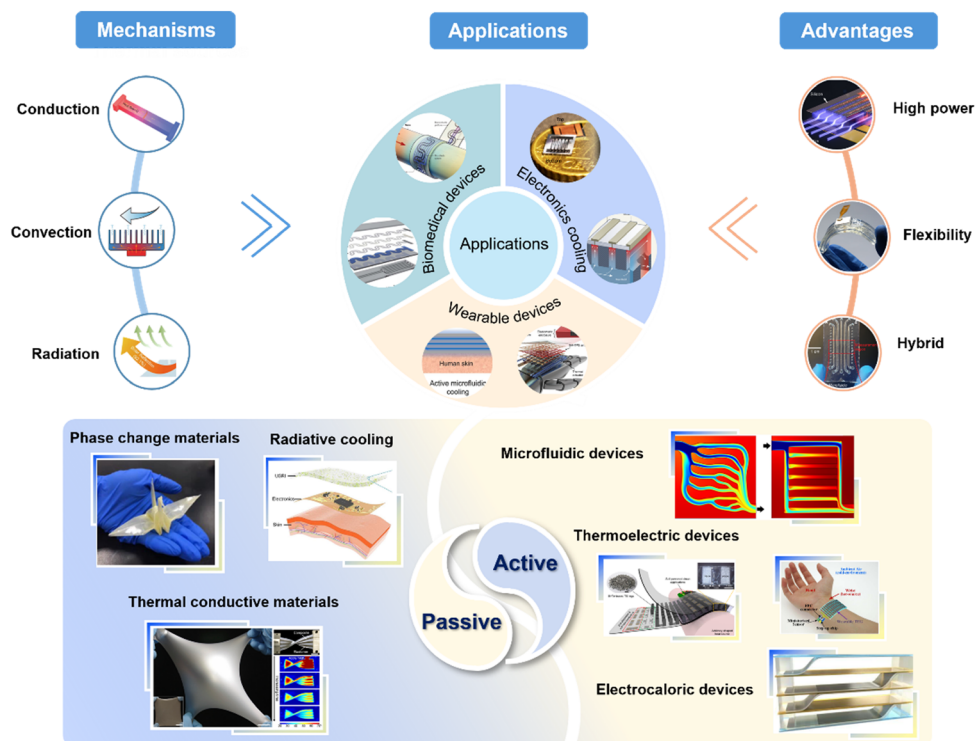 Mechanisms
Applications
Advantages
Conduction
Convection
Radiation
Biomedical devices
Electronics cooling
Applications
Wearable devices
Human skin
Active microfluidic
cooling
High power
Flexibility
Hybrid
Phase change materials
Radiative cooling
Electronics
Skin
Thermal conductive materials
Microfluidic devices
Thermoelectric devices
Electrocaloric devices
Active
Passive